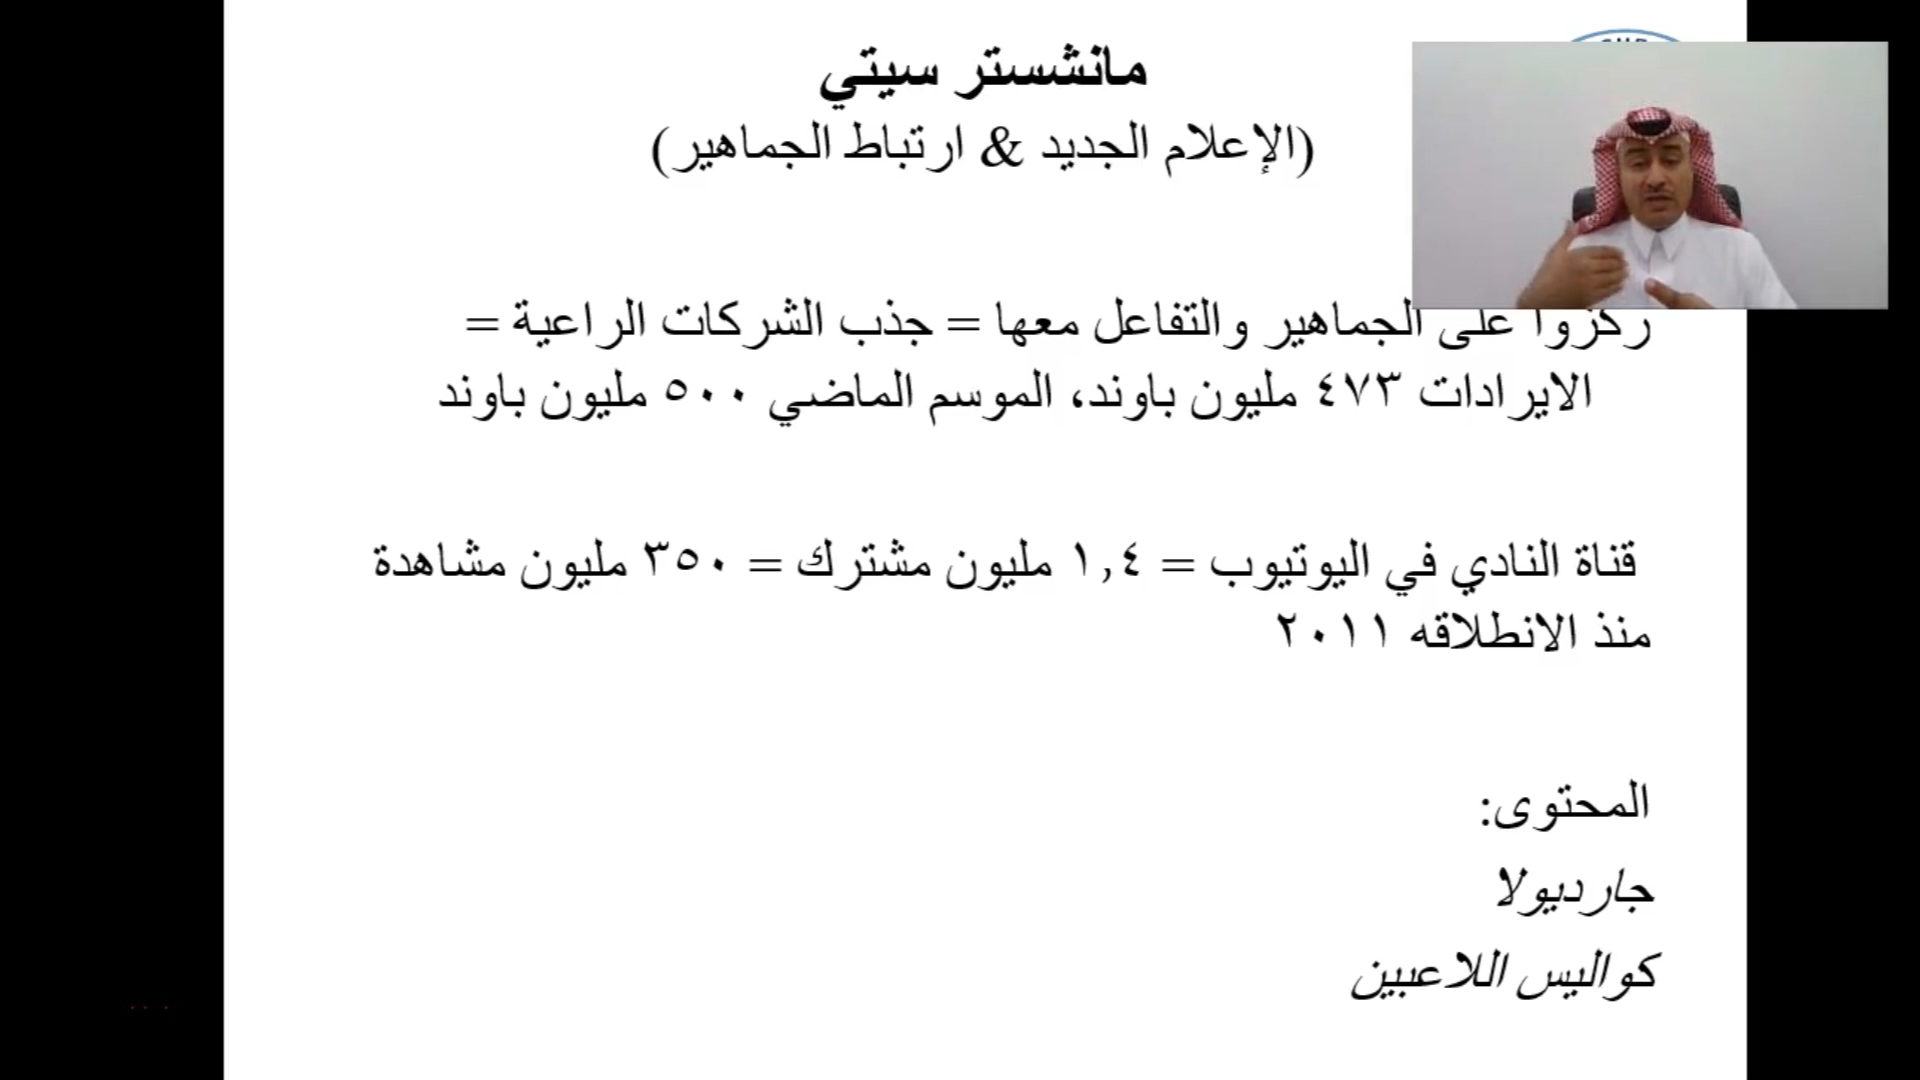 مانشستر سيتي
(الإعلام الجديد & ارتباط الجماهير)
ركزوا على الجماهير والتفاعل معها = جذب الشركات الراعية =
الايرادات ٤٧٣ مليون باوند، الموسم الماضي ٥٠٠ مليون باوند
قناة النادي في اليوتيوب = ١,٤ مليون مشترك = ٣٥٠ مليون مشاهدة
منذ الانطلاقه ٢٠١١
المحتوى:
جارديولا
كواليس اللاعبين